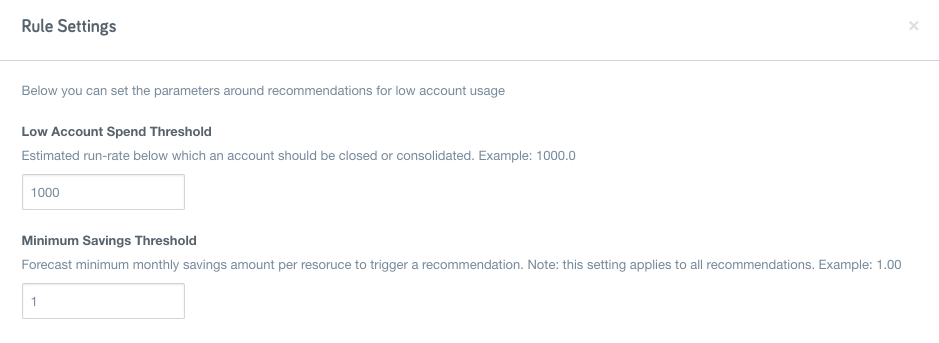 Rule Settings
×
Below you can set the parameters around recommendations for low account usage
Low Account Spend Threshold
Estimated run-rate below which an account should be closed or consolidated. Example: 1000.0
1000
Minimum Savings Threshold
Forecast minimum monthly savings amount per resoruce to trigger a recommendation. Note: this setting applies to all recommendations. Example: 1.00
1